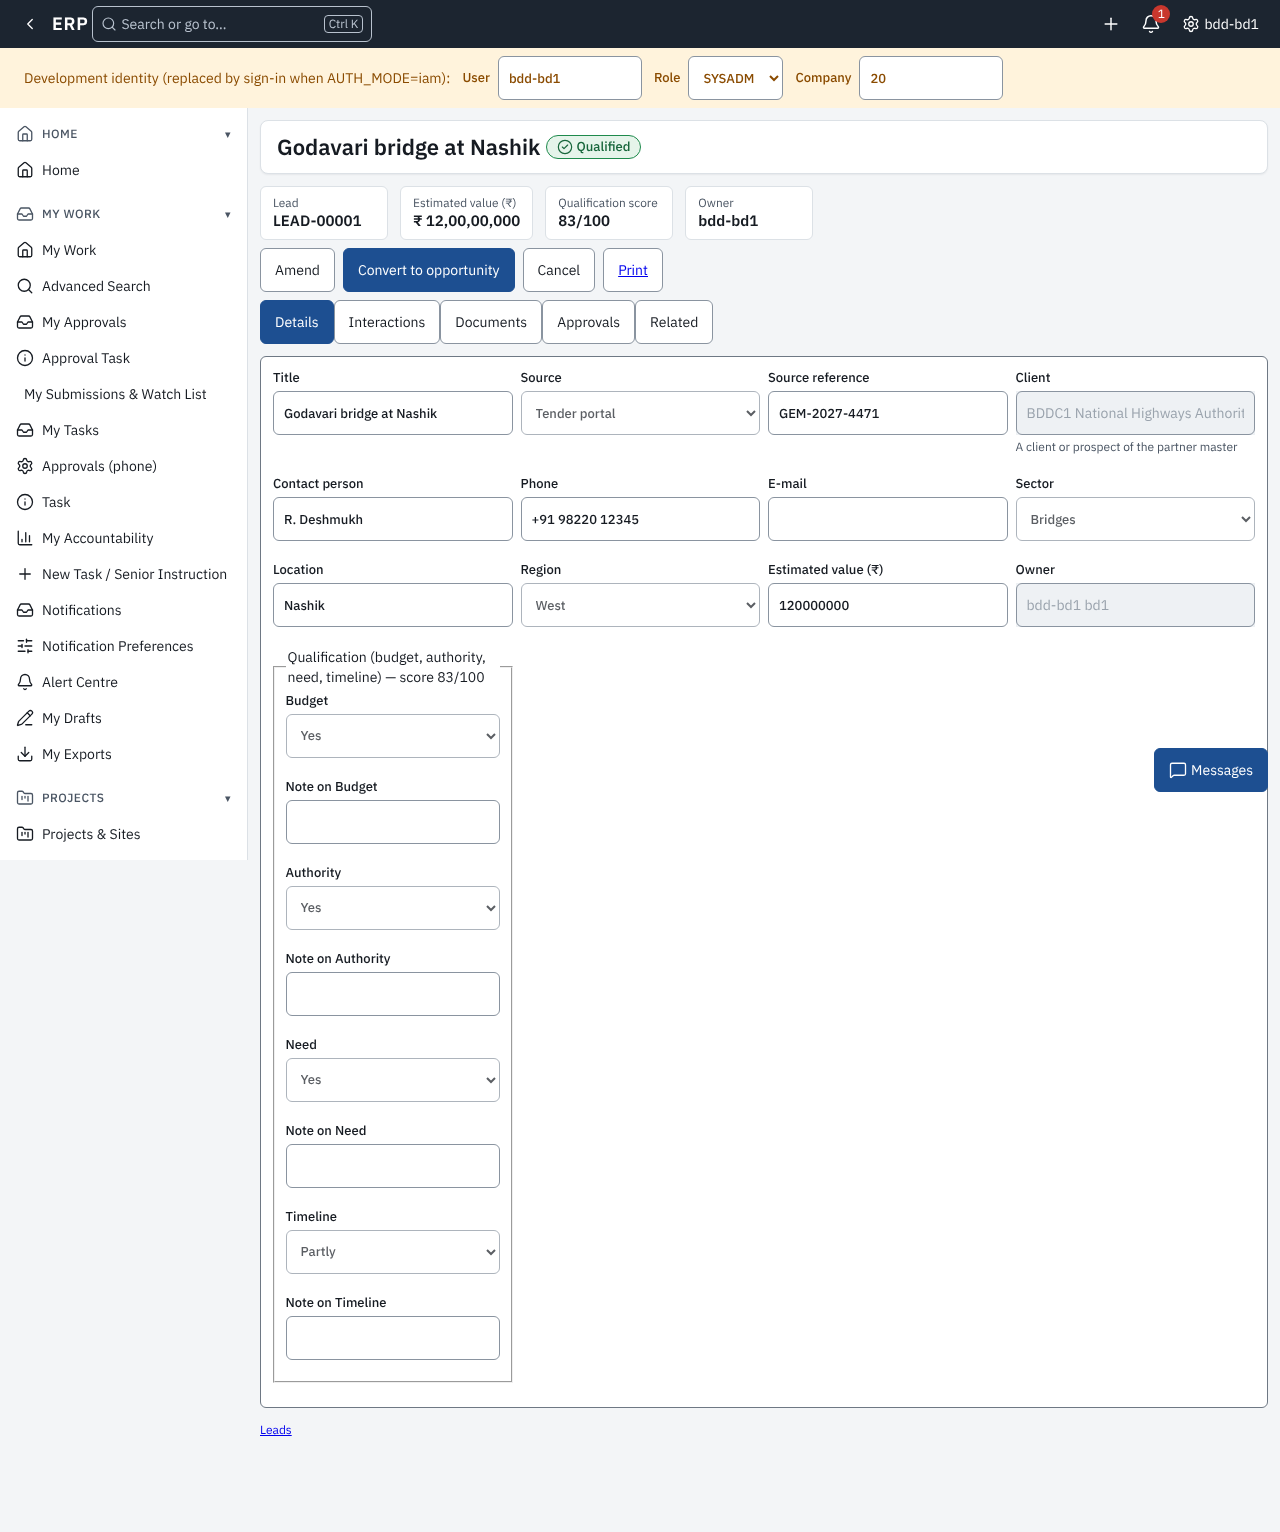 ERP
Search or go to...
Ctrl K
1
bdd-bd1
Development identity (replaced by sign-in when AUTH_MODE=iam):
User
bdd-bd1
Role
SYSADM
Company
20
HOME
Home
MY WORK
My Work
Advanced Search
My Approvals
Approval Task
My Submissions & Watch List
My Tasks
Approvals (phone)
Task
My Accountability
New Task / Senior Instruction
Notifications
Notification Preferences
Alert Centre
My Drafts
My Exports
PROJECTS
Projects & Sites
Godavari bridge at Nashik
Qualified
Lead
LEAD-00001
Estimated value (₹)
₹ 12,00,00,000
Qualification score
83/100
Owner
bdd-bd1
Amend
Convert to opportunity
Cancel
Print
Details
Interactions
Documents
Approvals
Related
Title
Godavari bridge at Nashik
Source
Tender portal
Source reference
GEM-2027-4471
Client
BDDC1 National Highways Authorit
A client or prospect of the partner master
Contact person
R. Deshmukh
Phone
+91 98220 12345
E-mail
Sector
Bridges
Location
Nashik
Region
West
Estimated value (₹)
120000000
Owner
bdd-bd1 bd1
Qualification (budget, authority,
need, timeline) — score 83/100
Budget
Yes
Note on Budget
Authority
Yes
Note on Authority
Need
Yes
Note on Need
Timeline
Partly
Note on Timeline
Messages
Leads